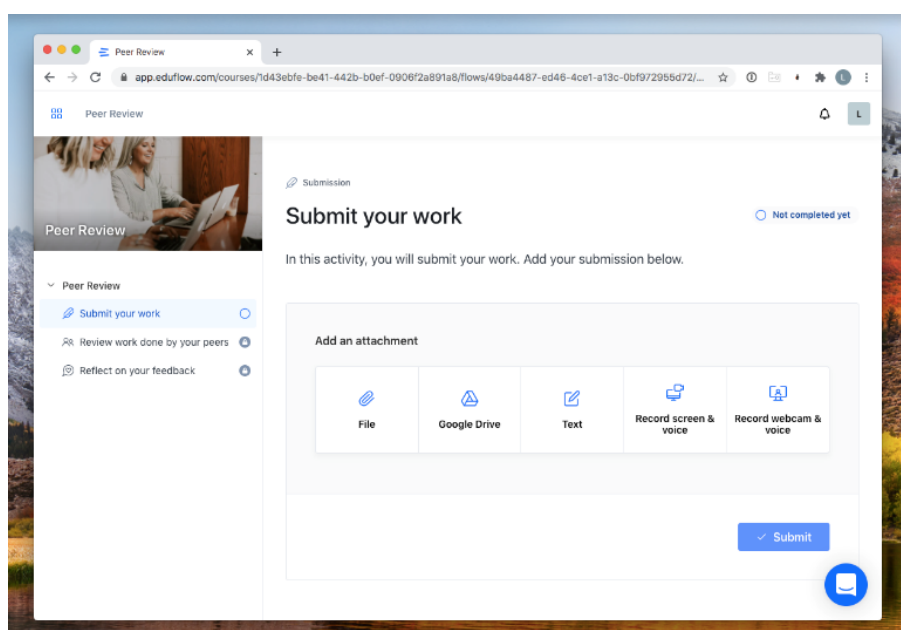 Peer Review
app.eduflow.com/courses/1d43ebfe-be41-442b-b0ef-0906f2a891a8/flows/49ba4487-ed46-4ce1-a13c-0bf972956d72/...
L
Peer Review
L
Peer Review
Peer Review
Submit your work
Review work done by your peers
Reflect on your feedback
Submission
Submit your work
Not completed yet
In this activity, you will submit your work. Add your submission below.
Add an attachment
File
Google Drive
Text
Record screen &
voice
Record webcam &
voice
Submit